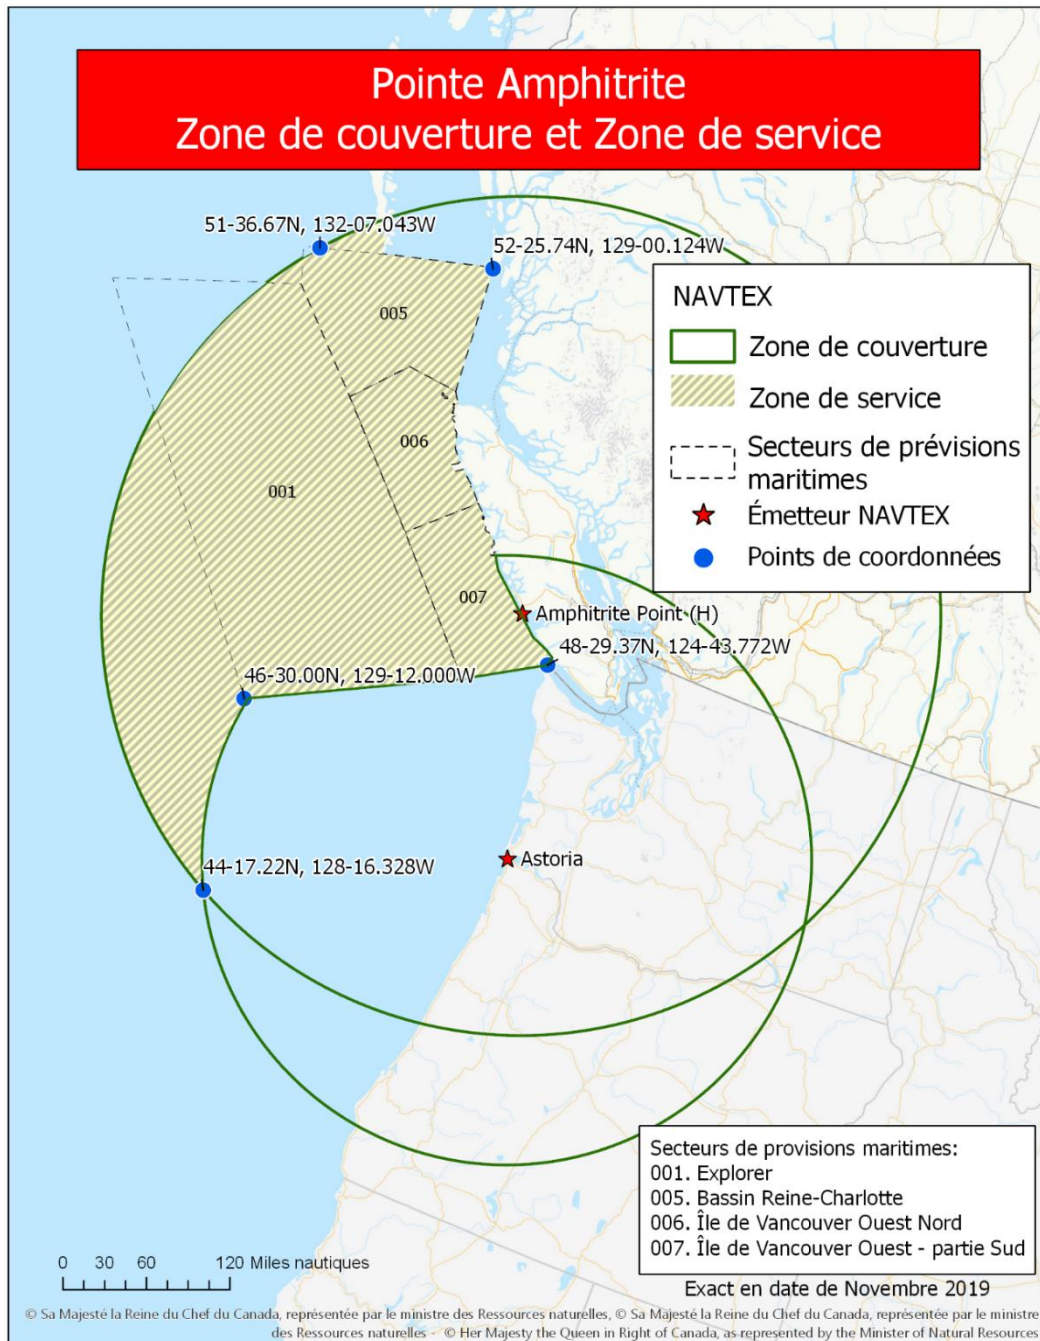 Pointe Amphitrite
Zone de couverture et Zone de service
51-36.67N, 132-07.043W
52-25.74N, 129-00.124W
NAVTEX
Zone de couverture
Zone de service
Secteurs de prévisions
maritimes
Émetteur NAVTEX
Points de coordonnées
005
006
001
007
Amphitrite Point (H)
48-29.37N, 124-43.772W
46-30.00N, 129-12.000W
Astoria
44-17.22N, 128-16.328W
Secteurs de provisions maritimes:
001. Explorer
005. Bassin Reine-Charlotte
006. Île de Vancouver Ouest Nord
007. Île de Vancouver Ouest - partie Sud
0 30 60 120 Miles nautiques
Exact en date de Novembre 2019
© Sa Majesté la Reine du Chef du Canada, représentée par le ministre des Ressources naturelles, © Sa Majesté la Reine du Chef du Canada, représentée par le ministre
des Ressources naturelles - © Her Majesty the Queen in Right of Canada, as represented by the Minister of Natural Resources